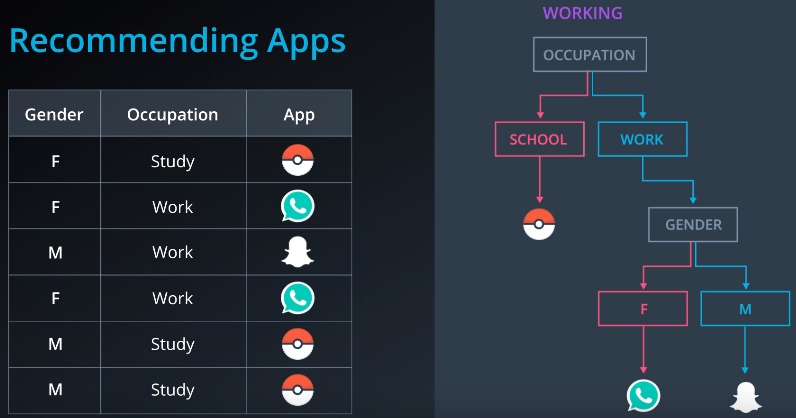 Recommending Apps
Gender Occupation App
F Study
F Work
M Work
F Work
M Study
M Study
WORKING
OCCUPATION
SCHOOL WORK
GENDER
F M